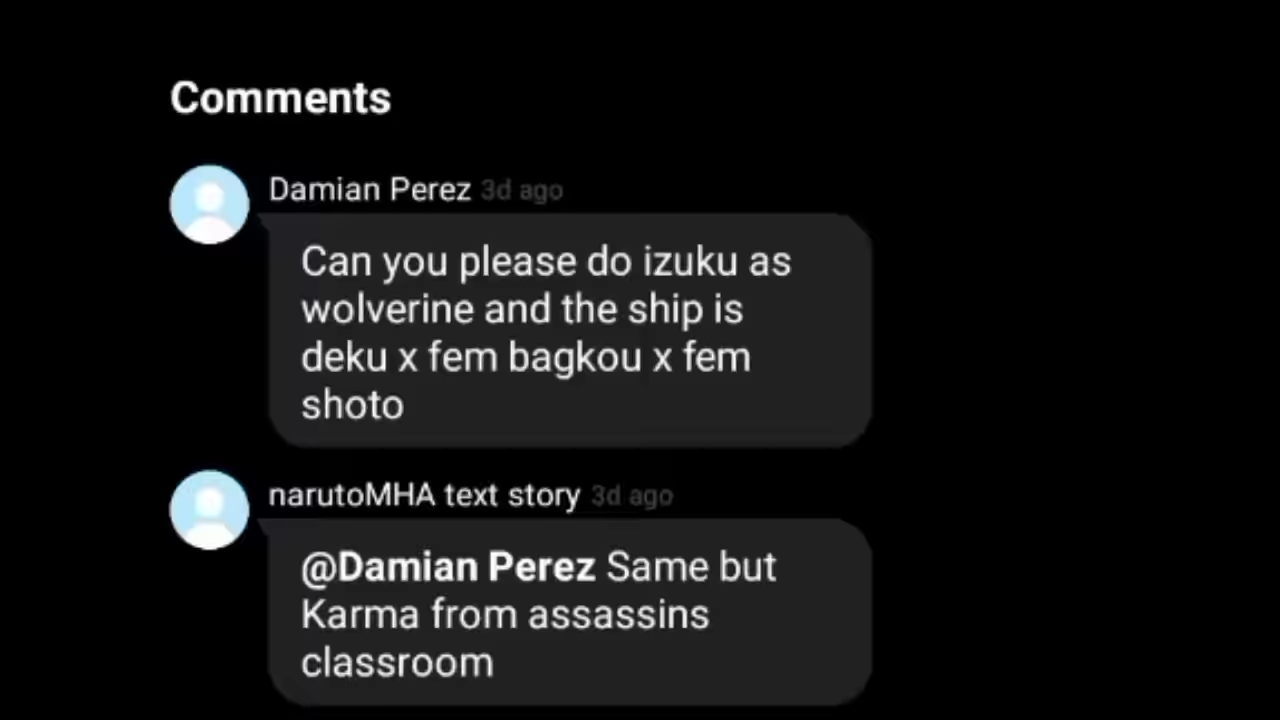 Comments
Damian Perez 3d ago
Can you please do izuku as
wolverine and the ship is
deku x fem bagkou x fem
shoto
narutoMHA text story 3d ago
@Damian Perez Same but
Karma from assassins
classroom